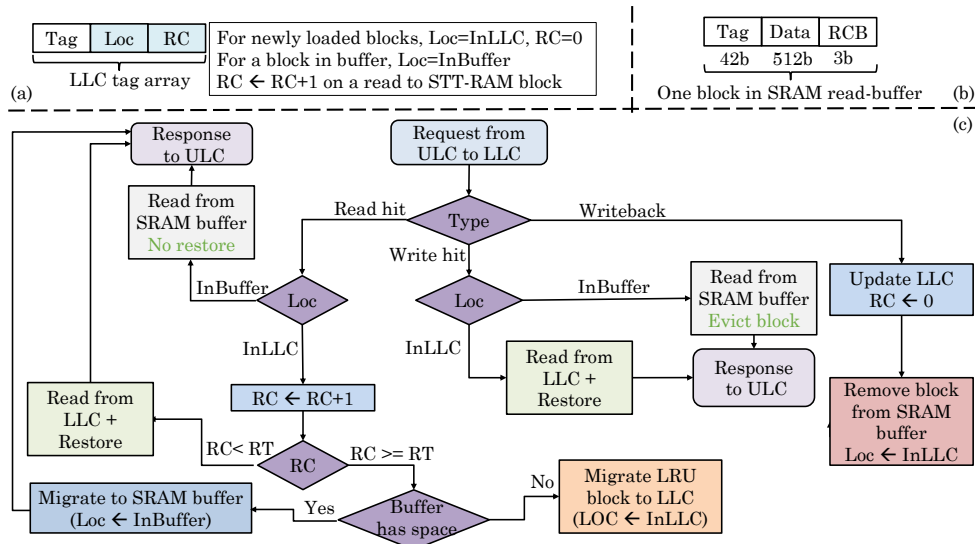 Tag Loc RC
LLC tag array
(a)
For newly loaded blocks, Loc=InLLC, RC=0
For a block in buffer, Loc=InBuffer
RC ← RC+1 on a read to STT-RAM block
Tag Data RCB
42b 512b 3b
One block in SRAM read-buffer
(b)
(c)
Response
to ULC
Request from
ULC to LLC
Read from
SRAM buffer
No restore
Read hit
Type
Writeback
Write hit
InBuffer
Loc
Loc
InBuffer
Read from
SRAM buffer
Evict block
Update LLC
RC ← 0
InLLC
InLLC
Read from
LLC +
Restore
Response
to ULC
Read from
LLC +
Restore
RC ← RC+1
Remove block
from SRAM
buffer
Loc ← InLLC
RC< RT
RC
RC >= RT
Migrate to SRAM buffer
(Loc ← InBuffer)
Yes
Buffer
has space
No
Migrate LRU
block to LLC
(LOC ← InLLC)